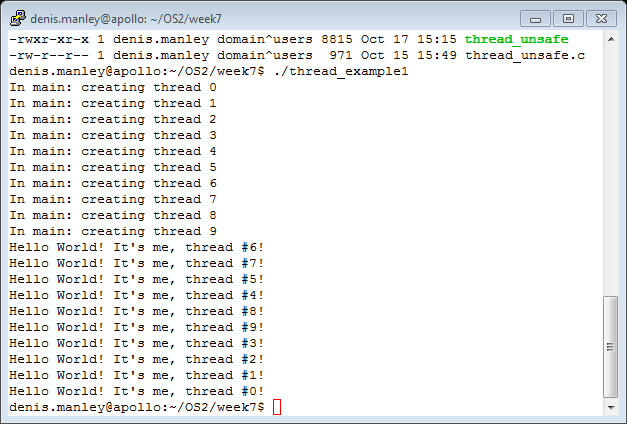 denis.manley@apollo: ~/OS2/week7
-rwxr-xr-x 1 denis.manley domain^users 8815 Oct 17 15:15 thread_unsafe
-rw-r--r-- 1 denis.manley domain^users  971 Oct 15 15:49 thread_unsafe.c
denis.manley@apollo:~/OS2/week7$ ./thread_example1
In main: creating thread 0
In main: creating thread 1
In main: creating thread 2
In main: creating thread 3
In main: creating thread 4
In main: creating thread 5
In main: creating thread 6
In main: creating thread 7
In main: creating thread 8
In main: creating thread 9
Hello World! It's me, thread #6!
Hello World! It's me, thread #7!
Hello World! It's me, thread #5!
Hello World! It's me, thread #4!
Hello World! It's me, thread #8!
Hello World! It's me, thread #9!
Hello World! It's me, thread #3!
Hello World! It's me, thread #2!
Hello World! It's me, thread #1!
Hello World! It's me, thread #0!
denis.manley@apollo:~/OS2/week7$